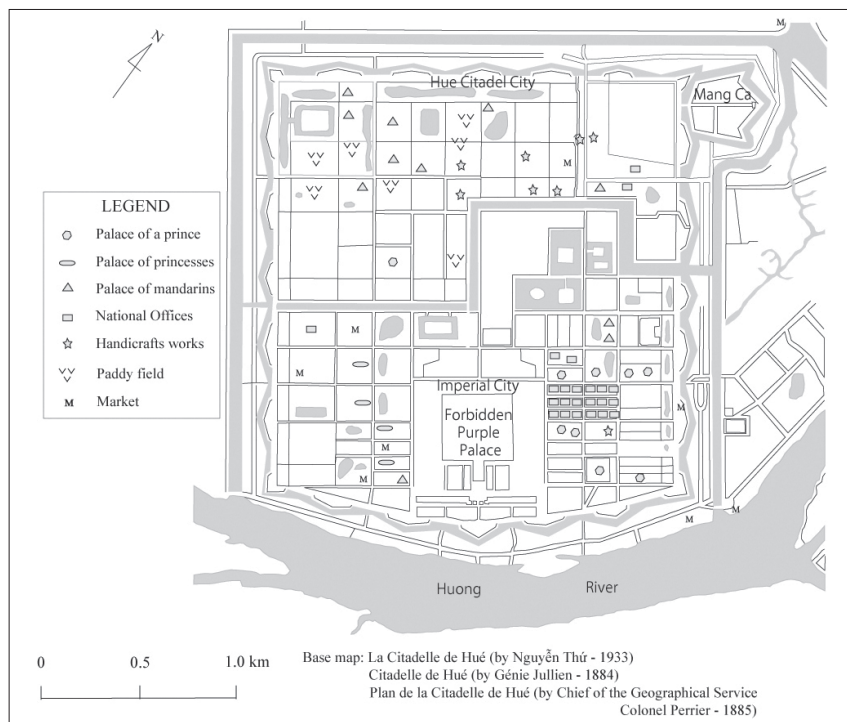 N
M
Hue Citadel City
Mang Ca
M
LEGEND
Palace of a prince
Palace of princesses
Palace of mandarins
National Offices
Handicrafts works
Paddy field
M Market
M
M
M
M
M
M
M
M
Imperial City
Forbidden
Purple
Palace
Huong River
0 0.5 1.0 km
Base map: La Citadelle de Hué (by Nguyễn Thứ - 1933)
Citadelle de Hué (by Génie Jullien - 1884)
Plan de la Citadelle de Hué (by Chief of the Geographical Service
Colonel Perrier - 1885)